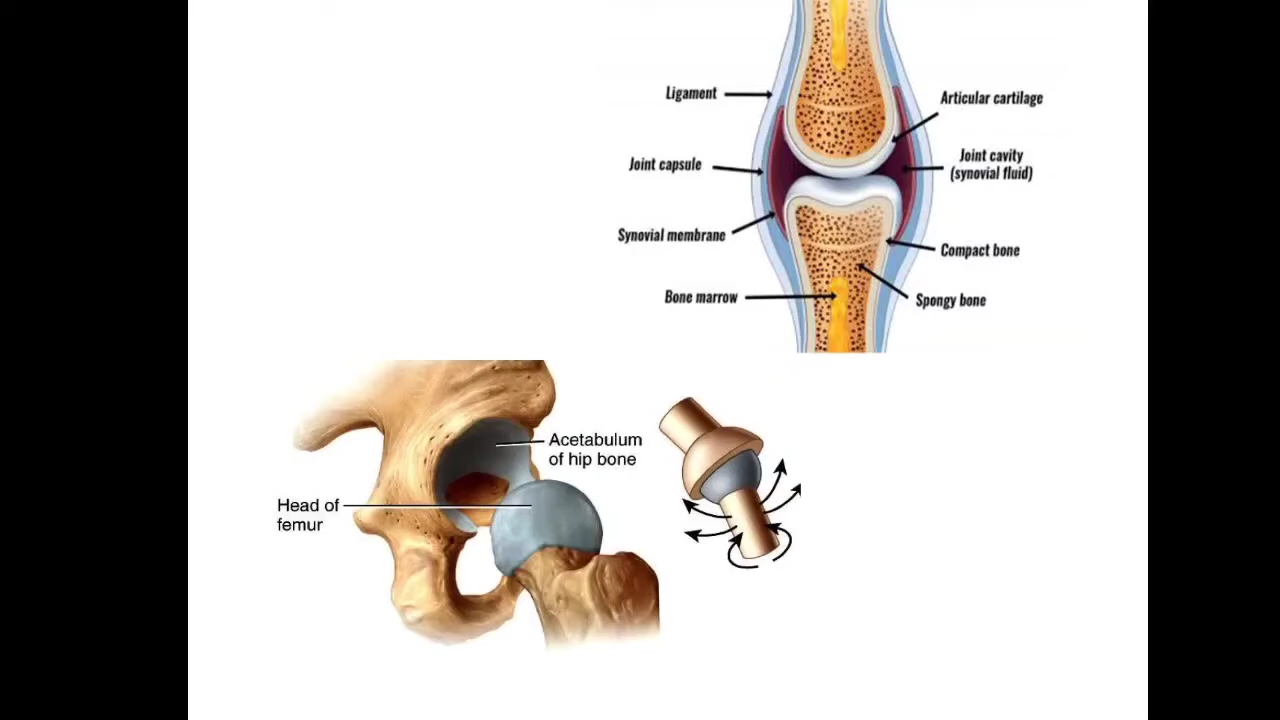 Ligament
Articular cartilage
Joint capsule
Joint cavity
(synovial fluid)
Synovial membrane
Compact bone
Bone marrow
Spongy bone
Acetabulum
of hip bone
Head of
femur